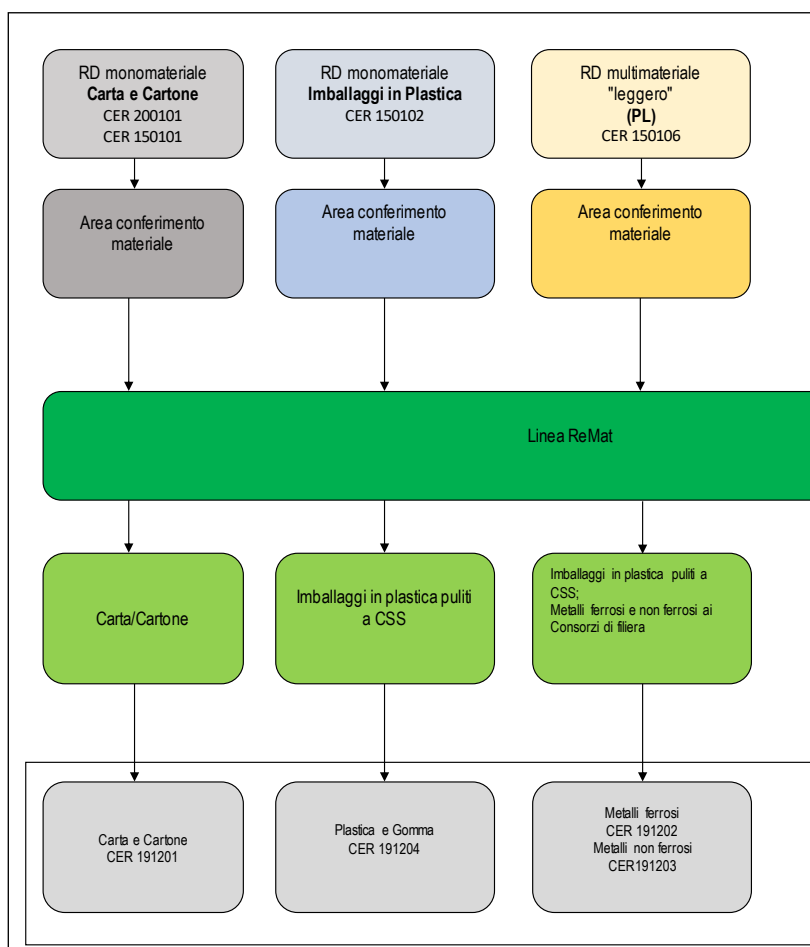 RD monomateriale
Carta e Cartone
CER 200101
CER 150101
RD monomateriale
Imballaggi in Plastica
CER 150102
RD multimateriale
"leggero"
(PL)
CER 150106
Area conferimento
materiale
Area conferimento
materiale
Area conferimento
materiale
Linea ReMat
Carta/Cartone
Imballaggi in plastica puliti
a CSS
Imballaggi in plastica puliti a
CSS;
Metalli ferrosi e non ferrosi ai
Consorzi di filiera
Carta e Cartone
CER 191201
Plastica e Gomma
CER 191204
Metalli ferrosi
CER 191202
Metalli non ferrosi
CER191203